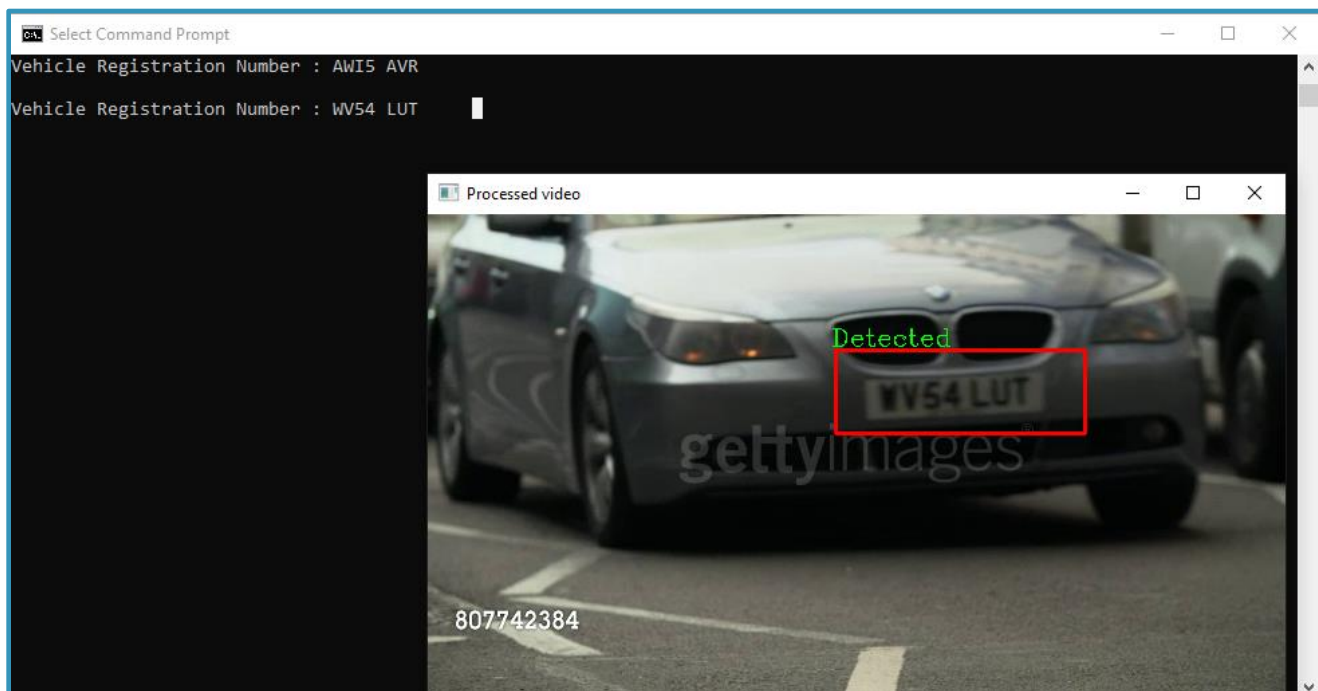 Select Command Prompt
Vehicle Registration Number : AWI5 AVR
Vehicle Registration Number : WV54 LUT
Processed video
Detected
WV54 LUT
gettyimages®
807742384